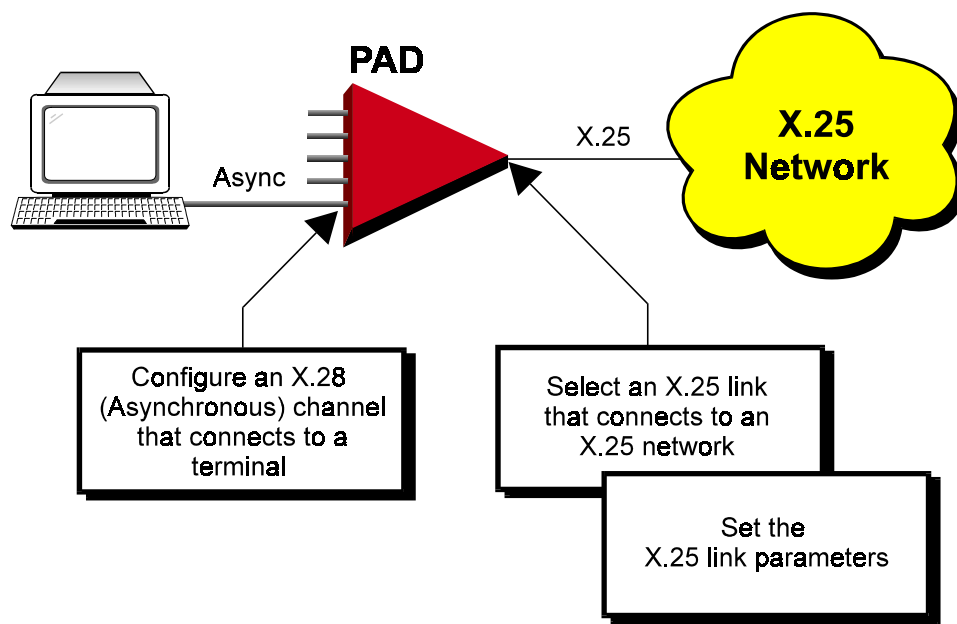 PAD
X.25
Network
X.25
Async
Configure an X.28
(Asynchronous) channel
that connects to a
terminal
Select an X.25 link
that connects to an
X.25 network
Set the
X.25 link parameters